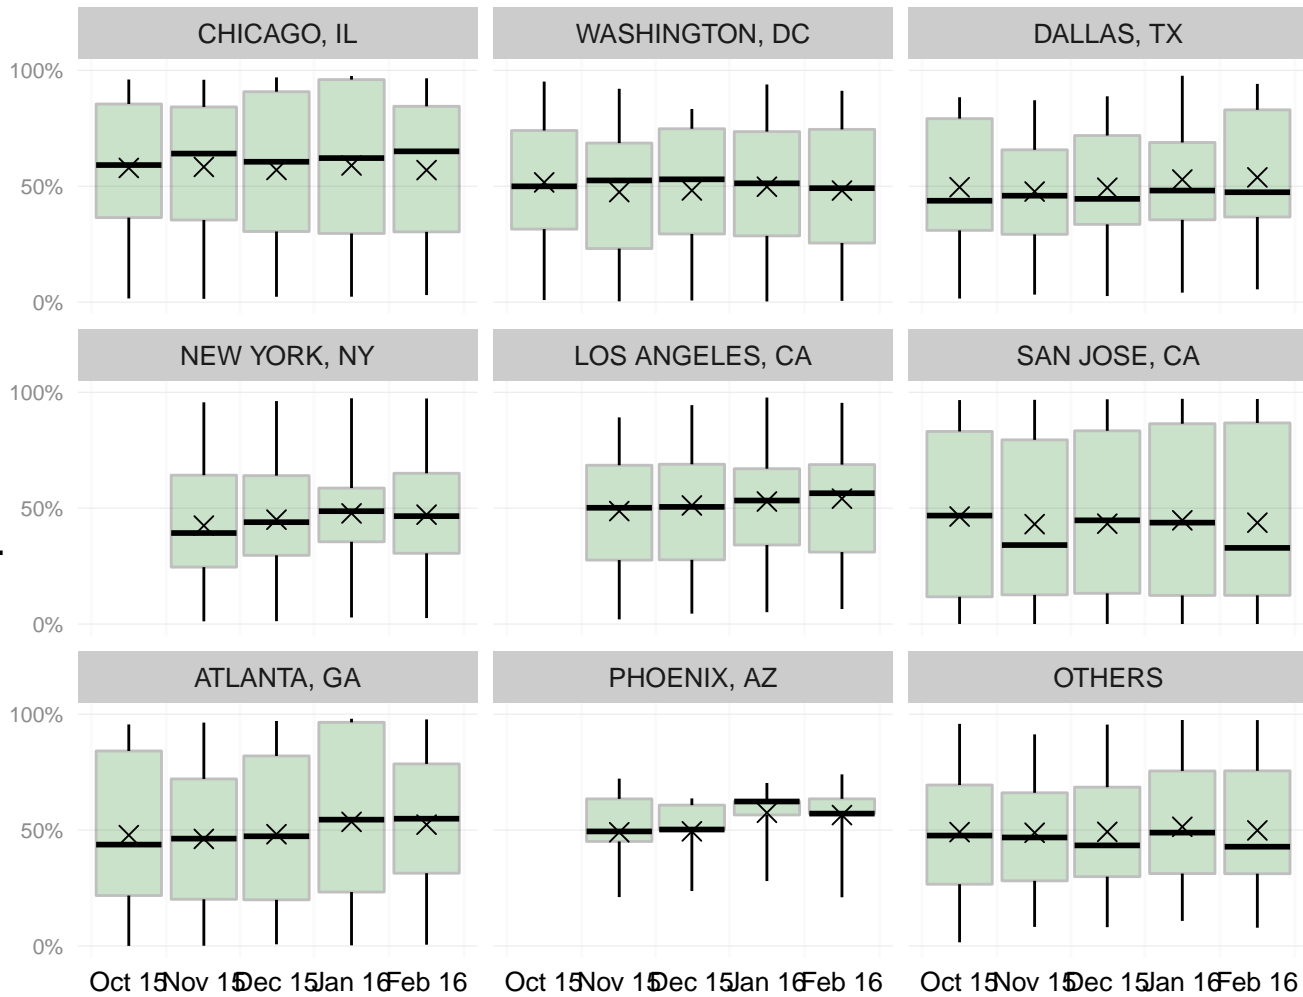 CHICAGO, IL WASHINGTON, DC DALLAS, TX
100%
50%
0%
NEW YORK, NY LOS ANGELES, CA SAN JOSE, CA
100%
50%
0%
ATLANTA, GA PHOENIX, AZ OTHERS
100%
50%
0%
Oct 15 Nov 15 Dec 15 Jan 16 Feb 16 Oct 15 Nov 15 Dec 15 Jan 16 Feb 16 Oct 15 Nov 15 Dec 15 Jan 16 Feb 16